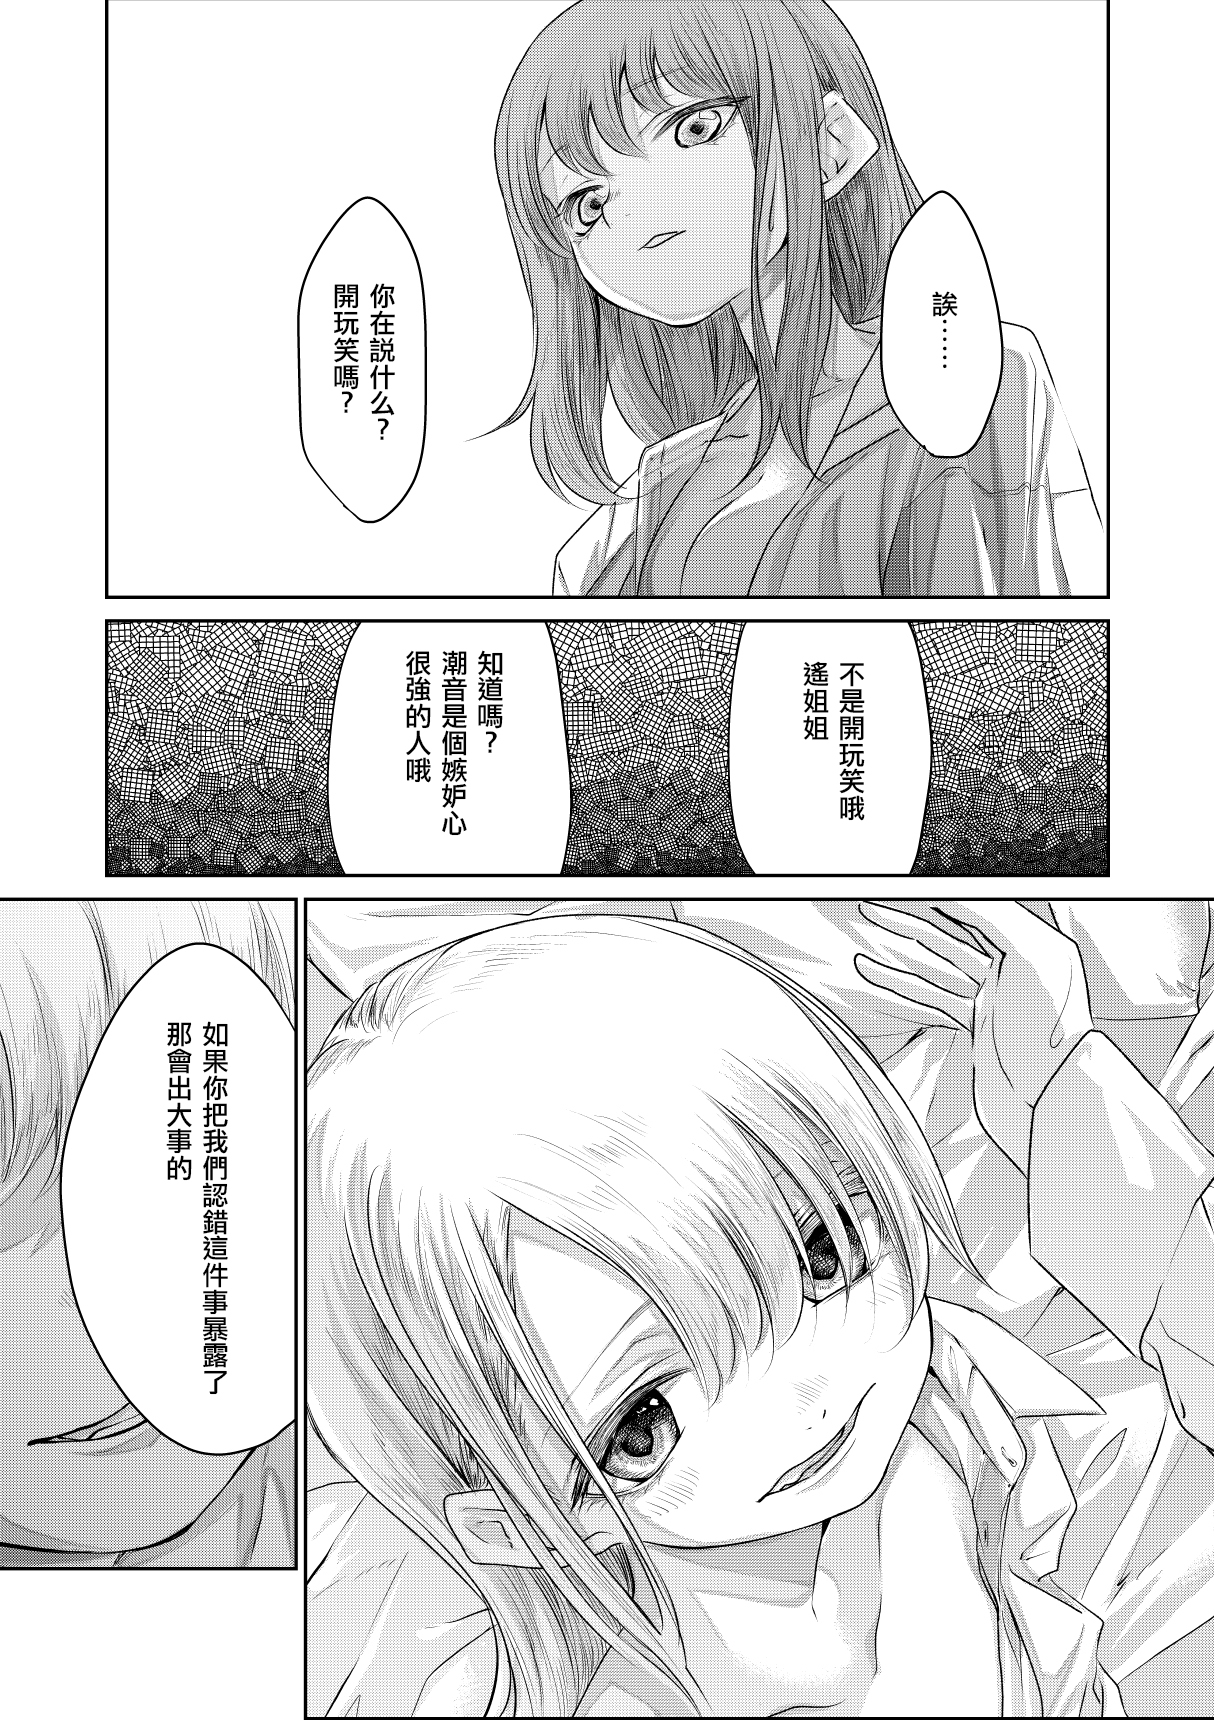 誒……
你在説什么？
開玩笑嗎？
不是開玩笑哦
遙姐姐
知道嗎？
潮音是個嫉妒心
很強的人哦
如果你把我們認錯這件事暴露了
那會出大事的